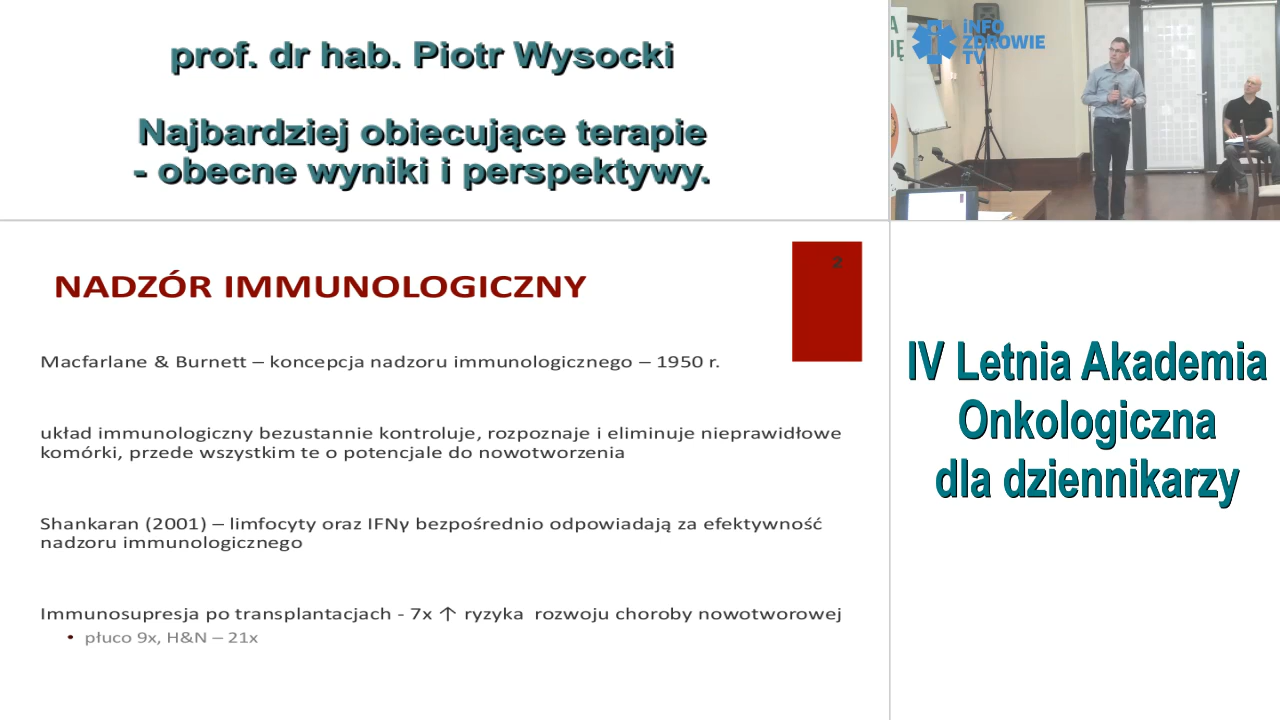 prof. dr hab. Piotr Wysocki
Najbardziej obiecujące terapie
- obecne wyniki i perspektywy.
iNFO
ZDROWIE
TV
A
JĘ
NADZÓR IMMUNOLOGICZNY
2
Macfarlane & Burnett – koncepcja nadzoru immunologicznego – 1950 r.
układ immunologiczny bezustannie kontroluje, rozpoznaje i eliminuje nieprawidłowe
komórki, przede wszystkim te o potencjale do nowotworzenia
Shankaran (2001) – limfocyty oraz IFNγ bezpośrednio odpowiadają za efektywność
nadzoru immunologicznego
Immunosupresja po transplantacjach - 7x ↑ ryzyka rozwoju choroby nowotworowej
• płuco 9x, H&N – 21x
IV Letnia Akademia
Onkologiczna
dla dziennikarzy